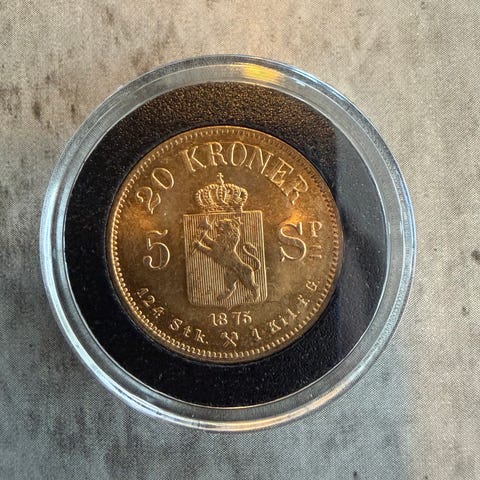 20 KRONER
5 Sp.
1875
124 Stk. 1 Kil. f. G.